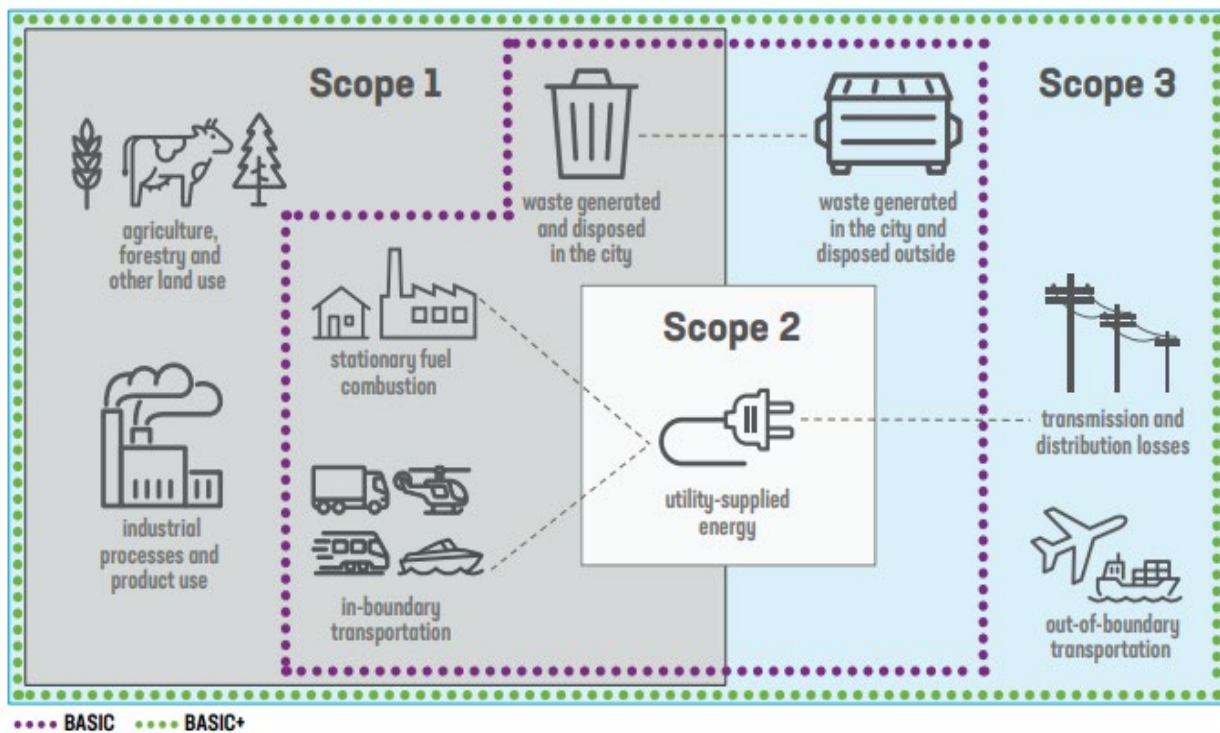 Scope 1
Scope 3
agriculture,
forestry and
other land use
waste generated
and disposed
in the city
waste generated
in the city and
disposed outside
stationary fuel
combustion
Scope 2
utility-supplied
energy
transmission and
distribution losses
industrial
processes and
product use
in-boundary
transportation
out-of-boundary
transportation
BASIC
BASIC+